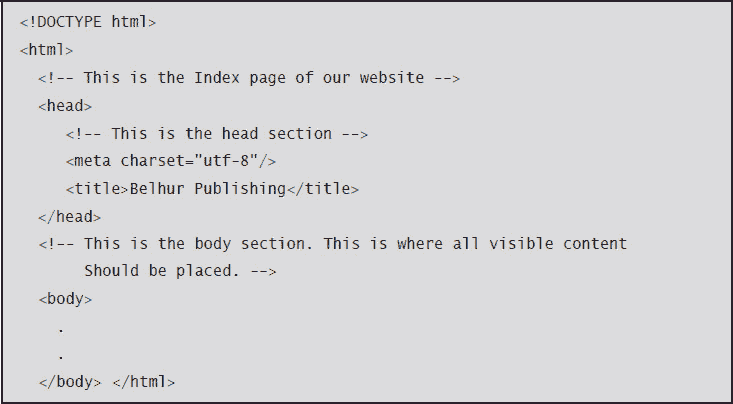 <!DOCTYPE html>
<html>
<!-- This is the Index page of our website -->
<head>
<!-- This is the head section -->
<meta charset="utf-8"/>
<title>Belhur Publishing</title>
</head>
<!-- This is the body section. This is where all visible content
Should be placed. -->
<body>
.
.
</body> </html>